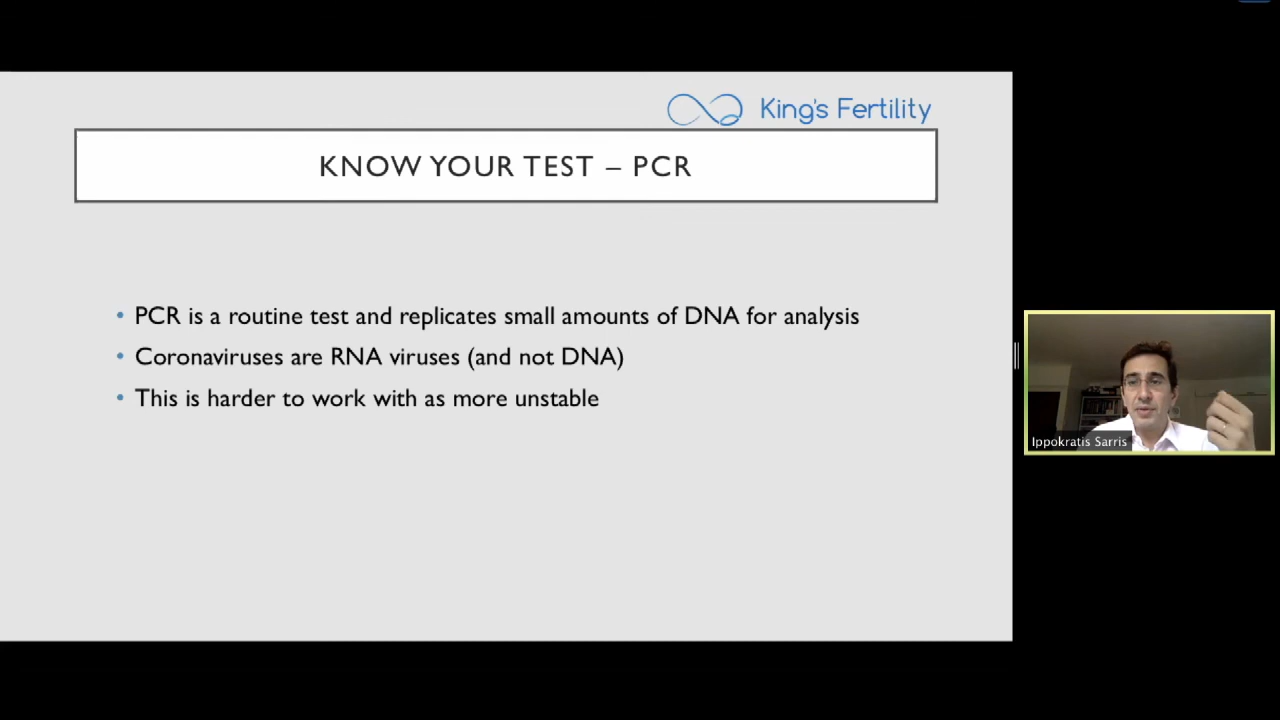 King's Fertility
KNOW YOUR TEST – PCR
• PCR is a routine test and replicates small amounts of DNA for analysis
• Coronaviruses are RNA viruses (and not DNA)
• This is harder to work with as more unstable
Ippokratis Sarris